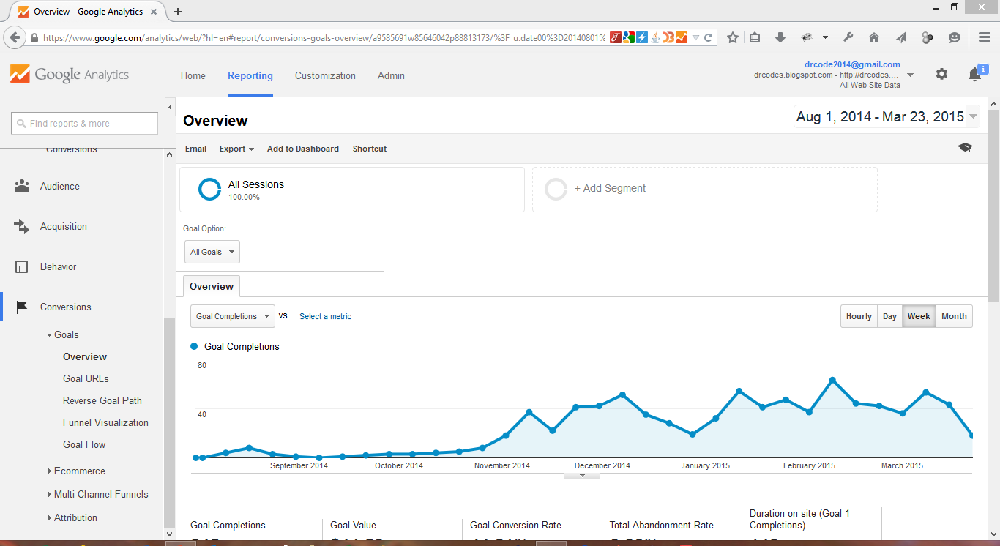 Overview - Google Analytics
https://www.google.com/analytics/web/?hl=en#report/conversions-goals-overview/a9585691w85646042p88813173/%3F_u.date00%3D20140801%
Google Analytics
Home
Reporting
Customization
Admin
drcode2014@gmail.com
drcodes.blogspot.com - http://drcodes....
All Web Site Data
Find reports & more
Conversions
Audience
Acquisition
Behavior
Conversions
Goals
Overview
Goal URLs
Reverse Goal Path
Funnel Visualization
Goal Flow
Ecommerce
Multi-Channel Funnels
Attribution
Overview
Aug 1, 2014 - Mar 23, 2015
Email
Export
Add to Dashboard
Shortcut
All Sessions
100.00%
+ Add Segment
Goal Option:
All Goals
Overview
Goal Completions
VS.
Select a metric
Hourly
Day
Week
Month
Goal Completions
80
40
September 2014
October 2014
November 2014
December 2014
January 2015
February 2015
March 2015
Goal Completions
Goal Value
Goal Conversion Rate
Total Abandonment Rate
Duration on site (Goal 1
Completions)